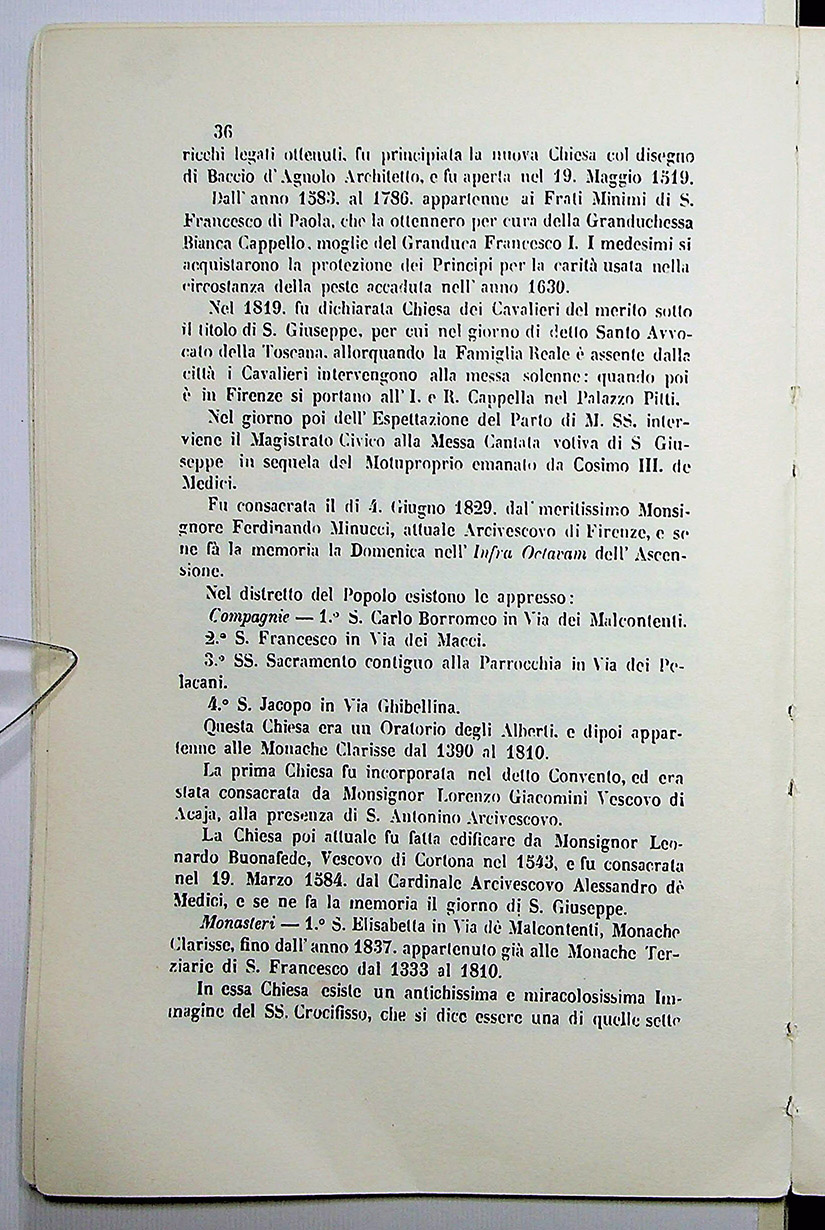 36
ricchi legati ottenuti, fu principiata la nuova Chiesa col disegno
di Baccio d'Agnolo Architetto, e fu aperta nel 19. Maggio 1519.
Dall'anno 1583. al 1786. appartenne ai Frati Minimi di S.
Francesco di Paola, che la ottennero per cura della Granduchessa
Bianca Cappello, moglie del Granduca Francesco I. I medesimi si
acquistarono la protezione dei Principi per la carità usata nella
circostanza della peste accaduta nell'anno 1630.
Nel 1819. fu dichiarata Chiesa dei Cavalieri del merito sotto
il titolo di S. Giuseppe, per cui nel giorno di detto Santo Avvo-
cato della Toscana, allorquando la Famiglia Reale è assente dalla
città i Cavalieri intervengono alla messa solenne: quando poi
è in Firenze si portano all'I. e R. Cappella nel Palazzo Pitti.
Nel giorno poi dell'Espettazione del Parto di M. SS. inter-
viene il Magistrato Civico alla Messa Cantata votiva di S Giu-
seppe in sequela del Motuproprio emanato da Cosimo III. de
Medici.
Fu consacrata il di 4. Giugno 1829. dal meritissimo Monsi-
gnore Ferdinando Minucci, attuale Arcivescovo di Firenze, e se
ne fà la memoria la Domenica nell'Infra Octavam dell'Ascen-
sione.
Nel distretto del Popolo esistono le appresso:
Compagnie — 1.º S. Carlo Borromeo in Via dei Malcontenti.
2.ª S. Francesco in Via dei Macci.
3.º SS. Sacramento contiguo alla Parrocchia in Via dei Pe-
lacani.
4.º S. Jacopo in Via Ghibellina.
Questa Chiesa era un Oratorio degli Alberti, e dipoi appar-
tenne alle Monache Clarisse dal 1390 al 1810.
La prima Chiesa fu incorporata nel detto Convento, ed era
stata consacrata da Monsignor Lorenzo Giacomini Vescovo di
Acaja, alla presenza di S. Antonino Arcivescovo.
La Chiesa poi attuale fu fatta edificare da Monsignor Leo-
nardo Buonafede, Vescovo di Cortona nel 1543, e fu consacrata
nel 19. Marzo 1584. dal Cardinale Arcivescovo Alessandro dè
Medici, e se ne fa la memoria il giorno di S. Giuseppe.
Monasteri — 1.º S. Elisabetta in Via dè Malcontenti, Monache
Clarisse, fino dall'anno 1837. appartenuto già alle Monache Ter-
ziarie di S. Francesco dal 1333 al 1810.
In essa Chiesa esiste un antichissima e miracolosissima Im-
magine del SS. Crocifisso, che si dice essere una di quelle sette